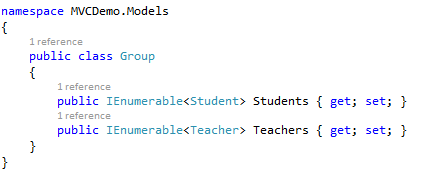 namespace MVCDemo.Models
{
1 reference
public class Group
{
1 reference
public IEnumerable<Student> Students { get; set; }
1 reference
public IEnumerable<Teacher> Teachers { get; set; }
}
}